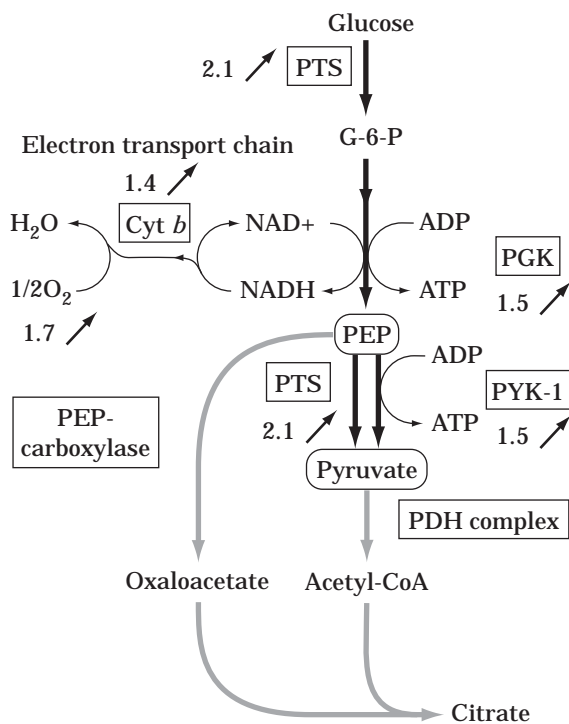 Glucose
2.1
PTS
G-6-P
Electron transport chain
1.4
H₂O
Cyt b
NAD+
ADP
PGK
1/2O₂
NADH
ATP
1.5
1.7
PEP
ADP
PTS
PYK-1
PEP-
carboxylase
2.1
ATP
1.5
Pyruvate
PDH complex
Oxaloacetate
Acetyl-CoA
Citrate